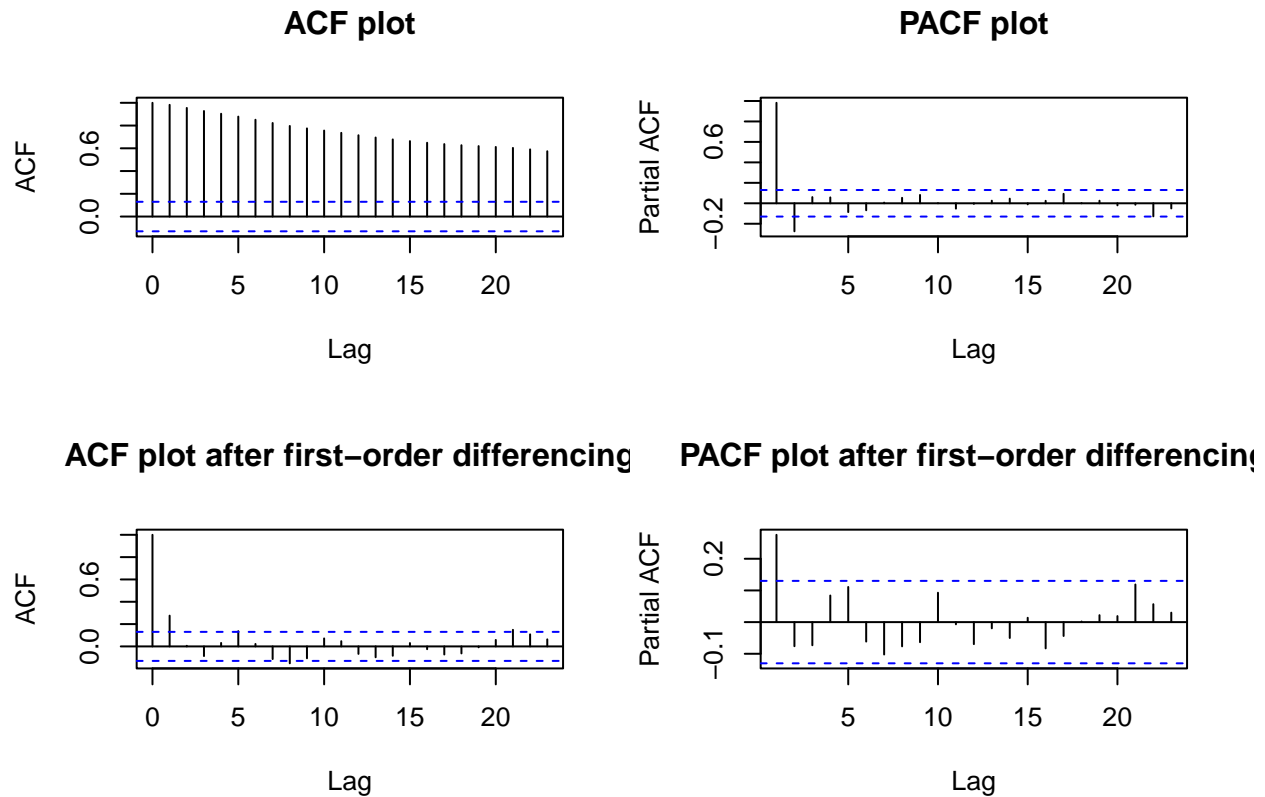 ACF plot
ACF
0.0 0.6
0 5 10 15 20
Lag
PACF plot
Partial ACF
−0.2 0.6
5 10 15 20
Lag
ACF plot after first−order differencing
ACF
0.0 0.6
0 5 10 15 20
Lag
PACF plot after first−order differencing
Partial ACF
−0.1 0.2
5 10 15 20
Lag